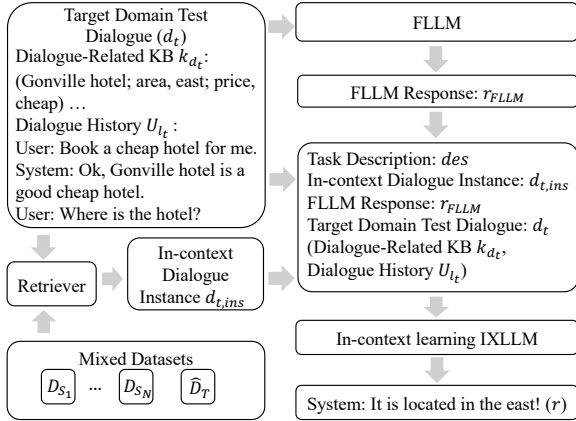 Target Domain Test
Dialogue (d_t)
Dialogue-Related KB k_{d_t}:
(Gonville hotel; area, east; price,
cheap) …
Dialogue History U_{l_t} :
User: Book a cheap hotel for me.
System: Ok, Gonville hotel is a
good cheap hotel.
User: Where is the hotel?
FLLM
FLLM Response: r_{FLLM}
Task Description: des
In-context Dialogue Instance: d_{t,ins}
FLLM Response: r_{FLLM}
Target Domain Test Dialogue: d_t
(Dialogue-Related KB k_{d_t},
Dialogue History U_{l_t})
Retriever
In-context
Dialogue
Instance d_{t,ins}
Mixed Datasets
D_{S_1} … D_{S_N} D̂_T
In-context learning IXLLM
System: It is located in the east! (r)